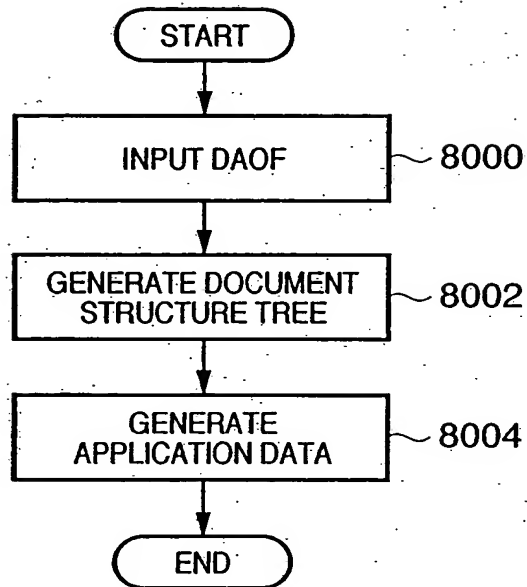 START
INPUT DAOF
8000
GENERATE DOCUMENT
STRUCTURE TREE
8002
GENERATE
APPLICATION DATA
8004
END